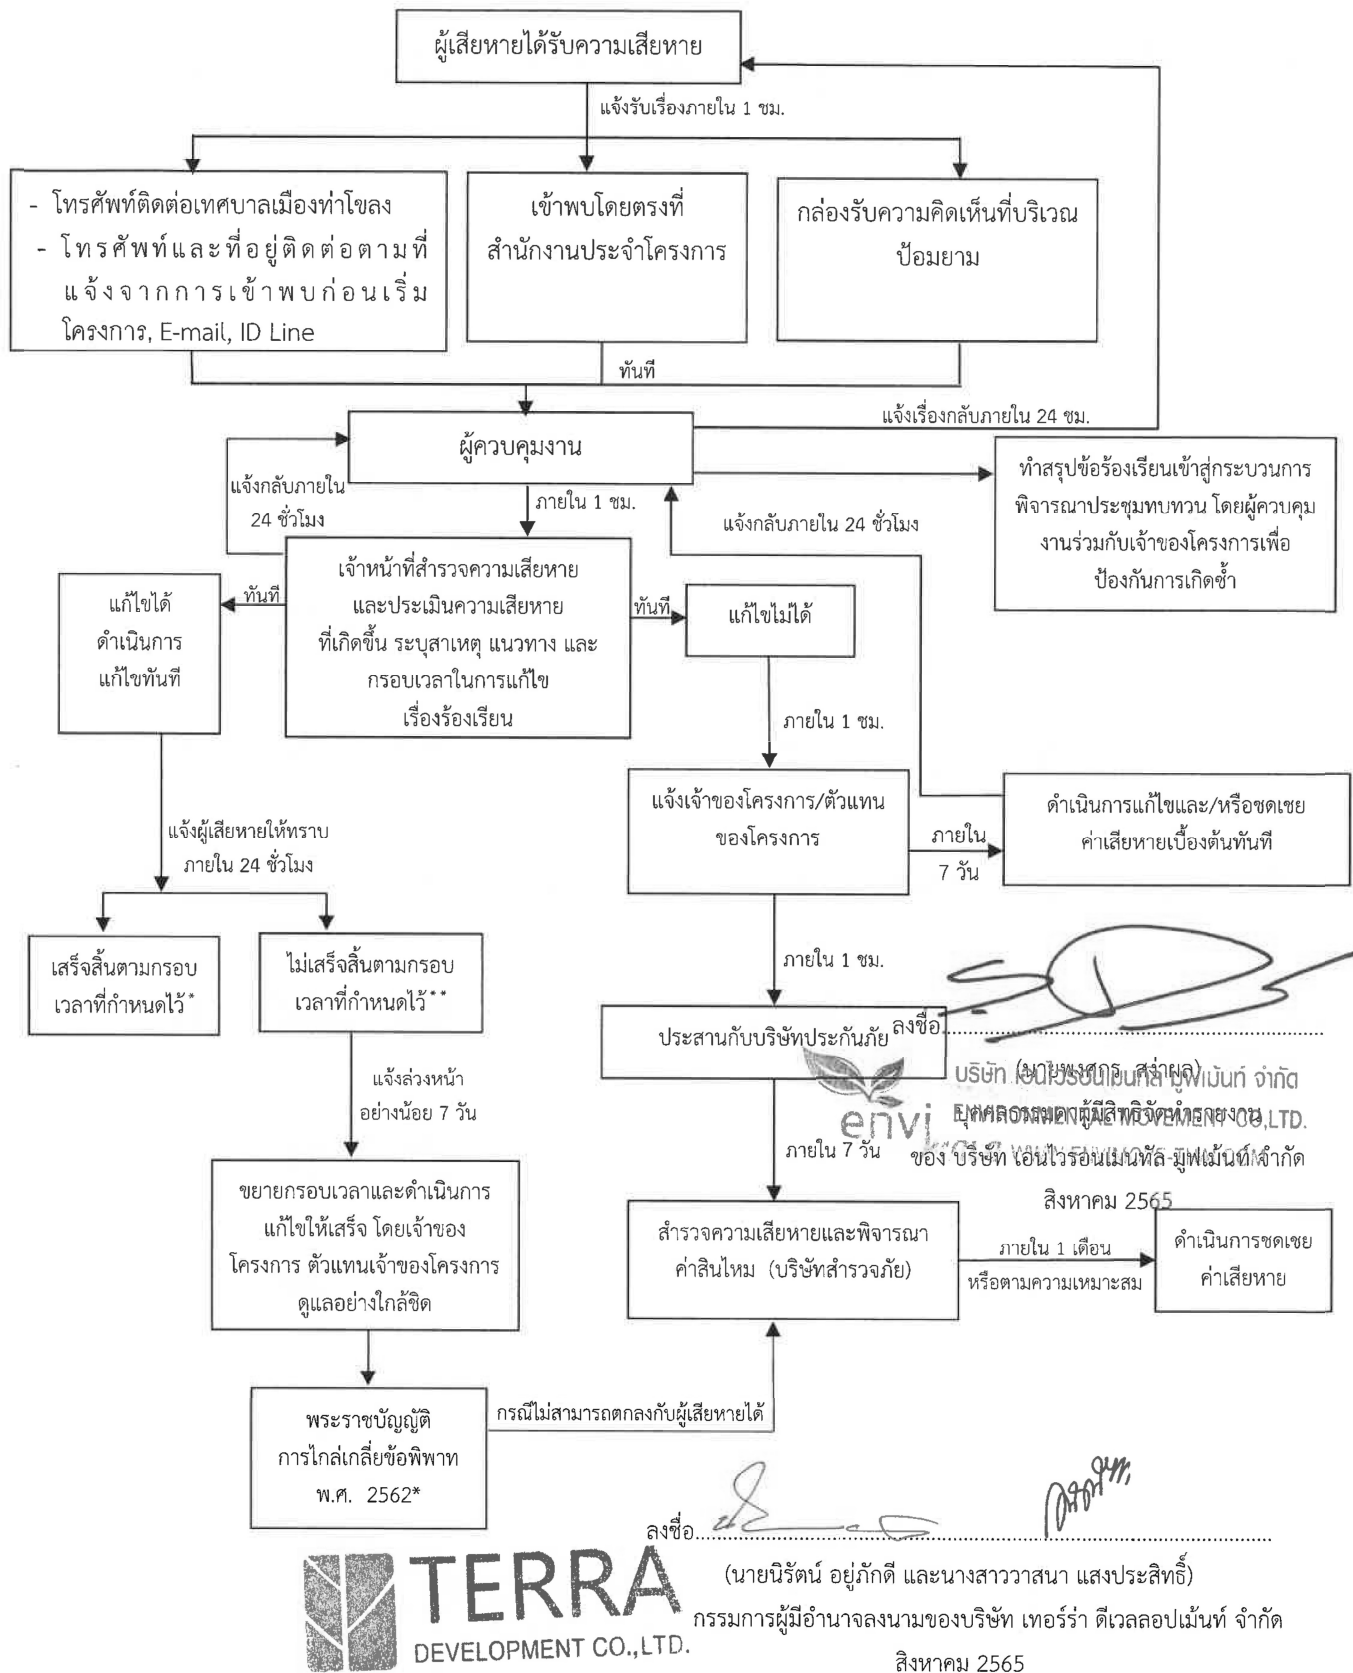 ผู้เสียหายได้รับความเสียหาย
แจ้งรับเรื่องภายใน 1 ชม.
- โทรศัพท์ติดต่อเทศบาลเมืองท่าโขลง
- โทรศัพท์และที่อยู่ติดต่อตามที่
แจ้งจากการเข้าพบก่อนเริ่ม
โครงการ, E-mail, ID Line
เข้าพบโดยตรงที่
สำนักงานประจำโครงการ
กล่องรับความคิดเห็นที่บริเวณ
ป้อมยาม
ทันที
ผู้ควบคุมงาน
แจ้งเรื่องกลับภายใน 24 ชม.
แจ้งกลับภายใน
24 ชั่วโมง
ภายใน 1 ชม.
แจ้งกลับภายใน 24 ชั่วโมง
ทำสรุปข้อร้องเรียนเข้าสู่กระบวนการ
พิจารณาประชุมทบทวน โดยผู้ควบคุม
งานร่วมกับเจ้าของโครงการเพื่อ
ป้องกันการเกิดซ้ำ
แก้ไขได้
ดำเนินการ
แก้ไขทันที
ทันที
เจ้าหน้าที่สำรวจความเสียหาย
และประเมินความเสียหาย
ที่เกิดขึ้น ระบุสาเหตุ แนวทาง และ
กรอบเวลาในการแก้ไข
เรื่องร้องเรียน
ทันที
แก้ไขไม่ได้
ภายใน 1 ชม.
แจ้งเจ้าของโครงการ/ตัวแทน
ของโครงการ
ภายใน
7 วัน
ดำเนินการแก้ไขและ/หรือชดเชย
ค่าเสียหายเบื้องต้นทันที
แจ้งผู้เสียหายให้ทราบ
ภายใน 24 ชั่วโมง
เสร็จสิ้นตามกรอบ
เวลาที่กำหนดไว้*
ไม่เสร็จสิ้นตามกรอบ
เวลาที่กำหนดไว้**
ภายใน 1 ชม.
ประสานกับบริษัทประกันภัย
ลงชื่อ
(นายพงศกร สง่าผล)
บุคคลธรรมดาผู้มีสิทธิจัดทำรายงาน
ของ บริษัท เอนไวรอนเมนทัล มูฟเม้นท์ จำกัด
สิงหาคม 2565
envi
บริษัท เอนไวรอนเมนทัล มูฟเม้นท์ จำกัด
ENVIRONMENTAL MOVEMENT CO,LTD.
แจ้งล่วงหน้า
อย่างน้อย 7 วัน
ภายใน 7 วัน
ขยายกรอบเวลาและดำเนินการ
แก้ไขให้เสร็จ โดยเจ้าของ
โครงการ ตัวแทนเจ้าของโครงการ
ดูแลอย่างใกล้ชิด
สำรวจความเสียหายและพิจารณา
ค่าสินไหม (บริษัทสำรวจภัย)
ภายใน 1 เดือน
หรือตามความเหมาะสม
ดำเนินการชดเชย
ค่าเสียหาย
พระราชบัญญัติ
การไกล่เกลี่ยข้อพิพาท
พ.ศ. 2562*
กรณีไม่สามารถตกลงกับผู้เสียหายได้
ลงชื่อ
(นายนิรัตน์ อยู่ภักดี และนางสาววาสนา แสงประสิทธิ์)
กรรมการผู้มีอำนาจลงนามของบริษัท เทอร์ร่า ดีเวลลอปเม้นท์ จำกัด
สิงหาคม 2565
TERRA
DEVELOPMENT CO.,LTD.